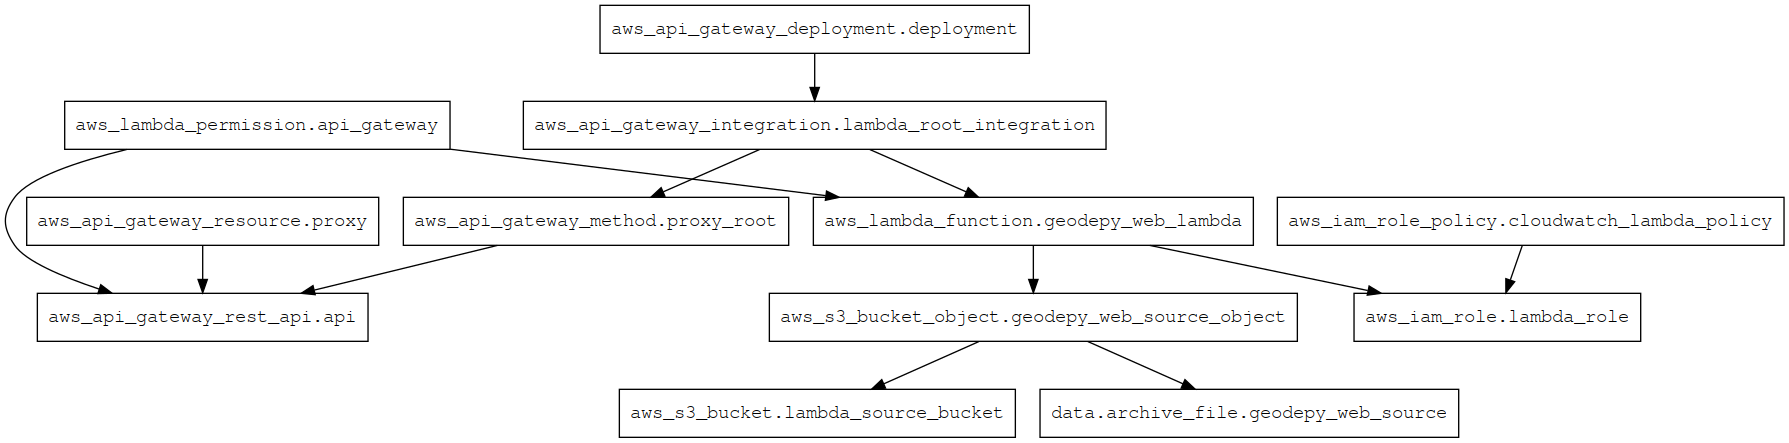 aws_api_gateway_deployment.deployment
aws_lambda_permission.api_gateway
aws_api_gateway_integration.lambda_root_integration
aws_api_gateway_resource.proxy
aws_api_gateway_method.proxy_root
aws_lambda_function.geodepy_web_lambda
aws_iam_role_policy.cloudwatch_lambda_policy
aws_api_gateway_rest_api.api
aws_s3_bucket_object.geodepy_web_source_object
aws_iam_role.lambda_role
aws_s3_bucket.lambda_source_bucket
data.archive_file.geodepy_web_source